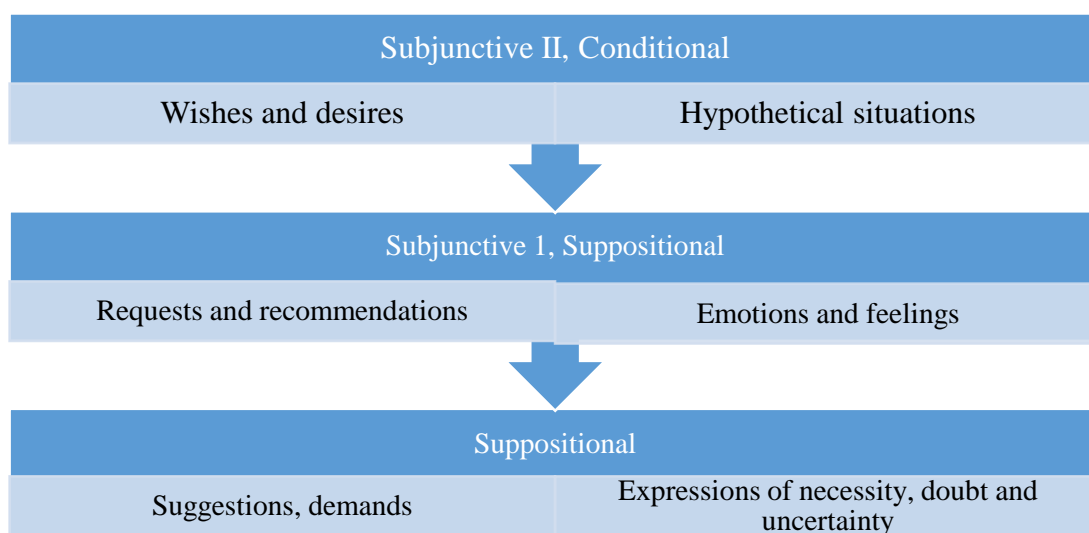 Subjunctive II, Conditional
Wishes and desires
Hypothetical situations
Subjunctive 1, Suppositional
Requests and recommendations
Emotions and feelings
Suppositional
Suggestions, demands
Expressions of necessity, doubt and
uncertainty